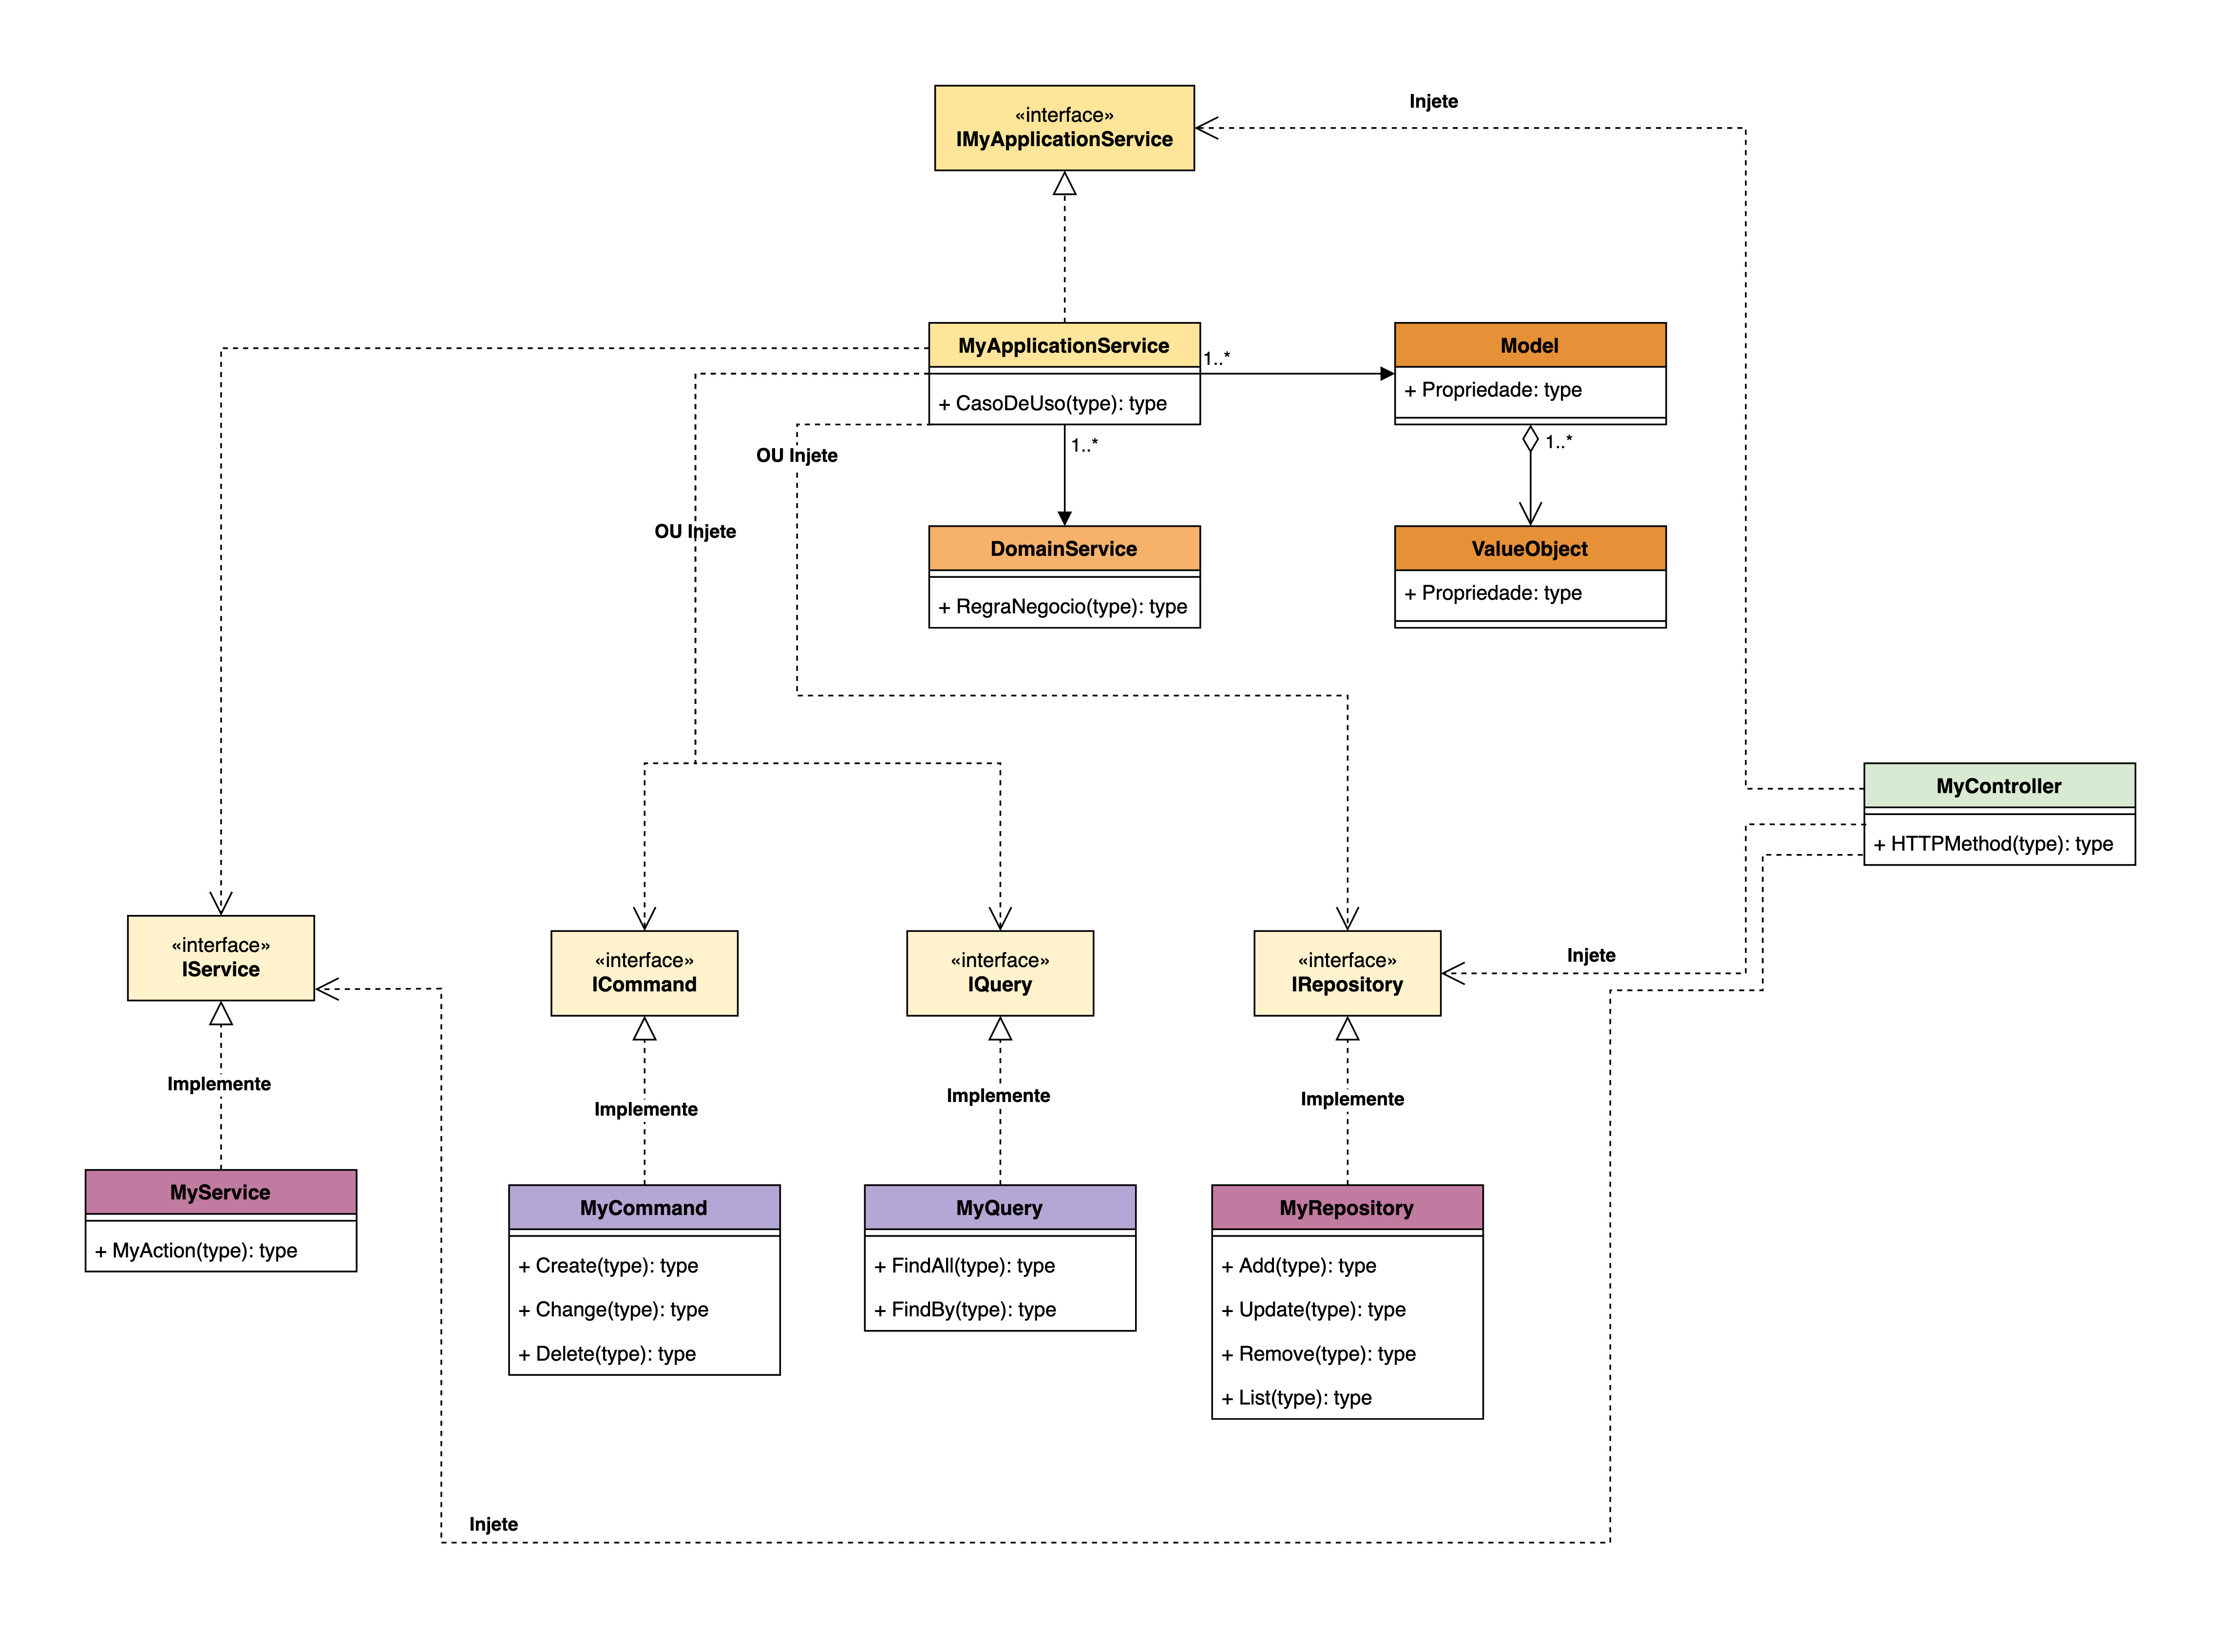 Injete
«interface»
IMyApplicationService
MyApplicationService
1..*
+ CasoDeUso(type): type
Model
+ Propriedade: type
1..*
1..*
OU Injete
OU Injete
DomainService
+ RegraNegocio(type): type
ValueObject
+ Propriedade: type
MyController
+ HTTPMethod(type): type
«interface»
IService
«interface»
ICommand
«interface»
IQuery
«interface»
IRepository
Injete
Implemente
Implemente
Implemente
Implemente
MyService
+ MyAction(type): type
MyCommand
+ Create(type): type
+ Change(type): type
+ Delete(type): type
MyQuery
+ FindAll(type): type
+ FindBy(type): type
MyRepository
+ Add(type): type
+ Update(type): type
+ Remove(type): type
+ List(type): type
Injete